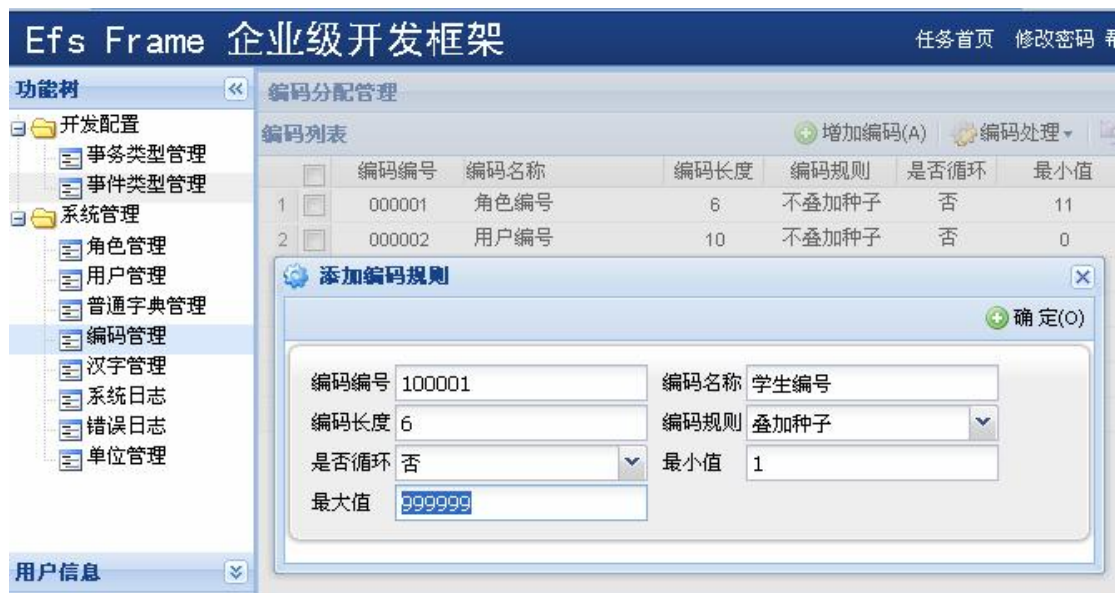 Efs Frame 企业级开发框架
任务首页 修改密码
功能树
编码分配管理
开发配置
编码列表 增加编码(A) 编码处理
事务类型管理
编码编号 编码名称 编码长度 编码规则 是否循环 最小值
事件类型管理
1 000001 角色编号 6 不叠加种子 否 11
系统管理
2 000002 用户编号 10 不叠加种子 否 0
角色管理
用户管理
普通字典管理
编码管理
汉字管理
系统日志
错误日志
单位管理
用户信息
添加编码规则
确 定(O)
编码编号 100001 编码名称 学生编号
编码长度 6 编码规则 叠加种子
是否循环 否 最小值 1
最大值 999999